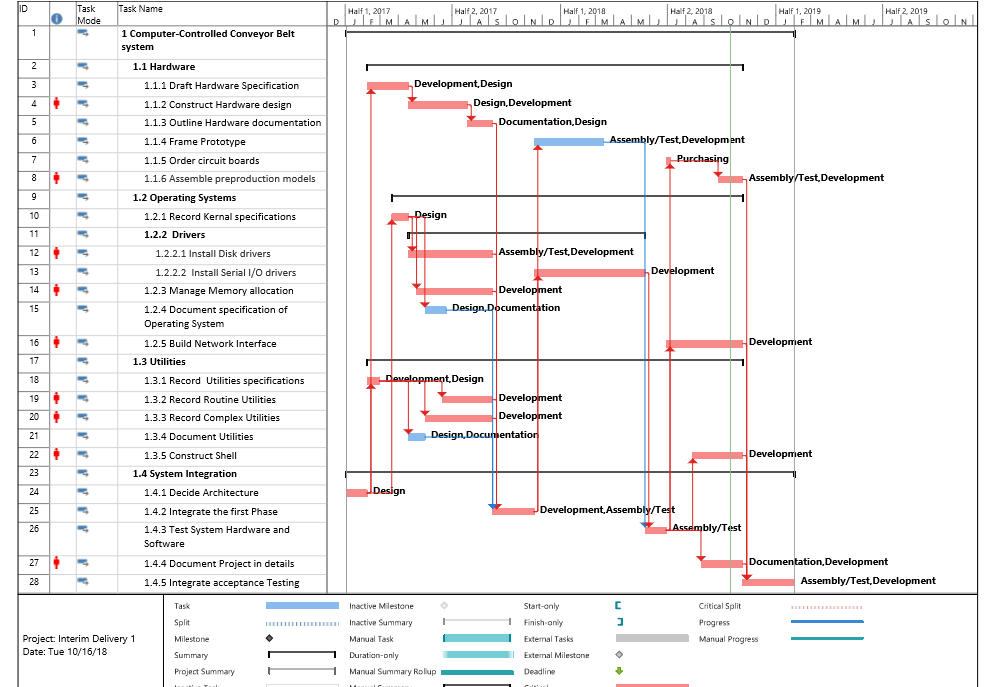 ID Task Mode Task Name Half 1, 2017 Half 2, 2017 Half 1, 2018 Half 2, 2018 Half 1, 2019 Half 2, 2019
D J F M A M J J A S O N D J F M A M J J A S O N D J F M A M J J A S O N
1 1 Computer-Controlled Conveyor Belt system
2 1.1 Hardware
3 1.1.1 Draft Hardware Specification Development,Design
4 1.1.2 Construct Hardware design Design,Development
5 1.1.3 Outline Hardware documentation Documentation,Design
6 1.1.4 Frame Prototype Assembly/Test,Development
7 1.1.5 Order circuit boards Purchasing
8 1.1.6 Assemble preproduction models Assembly/Test,Development
9 1.2 Operating Systems
10 1.2.1 Record Kernal specifications Design
11 1.2.2 Drivers
12 1.2.2.1 Install Disk drivers Assembly/Test,Development
13 1.2.2.2 Install Serial I/O drivers Development
14 1.2.3 Manage Memory allocation Development
15 1.2.4 Document specification of Operating System Design,Documentation
16 1.2.5 Build Network Interface Development
17 1.3 Utilities
18 1.3.1 Record Utilities specifications Development,Design
19 1.3.2 Record Routine Utilities Development
20 1.3.3 Record Complex Utilities Development
21 1.3.4 Document Utilities Design,Documentation
22 1.3.5 Construct Shell Development
23 1.4 System Integration
24 1.4.1 Decide Architecture Design
25 1.4.2 Integrate the first Phase Development,Assembly/Test
26 1.4.3 Test System Hardware and Software Assembly/Test
27 1.4.4 Document Project in details Documentation,Development
28 1.4.5 Integrate acceptance Testing Assembly/Test,Development
Project: Interim Delivery 1
Date: Tue 10/16/18
Task Inactive Milestone Start-only Critical Split
Split Inactive Summary Finish-only Progress
Milestone Manual Task External Tasks Manual Progress
Summary Duration-only External Milestone
Project Summary Manual Summary Rollup Deadline
Inactive Task Manual Summary Critical